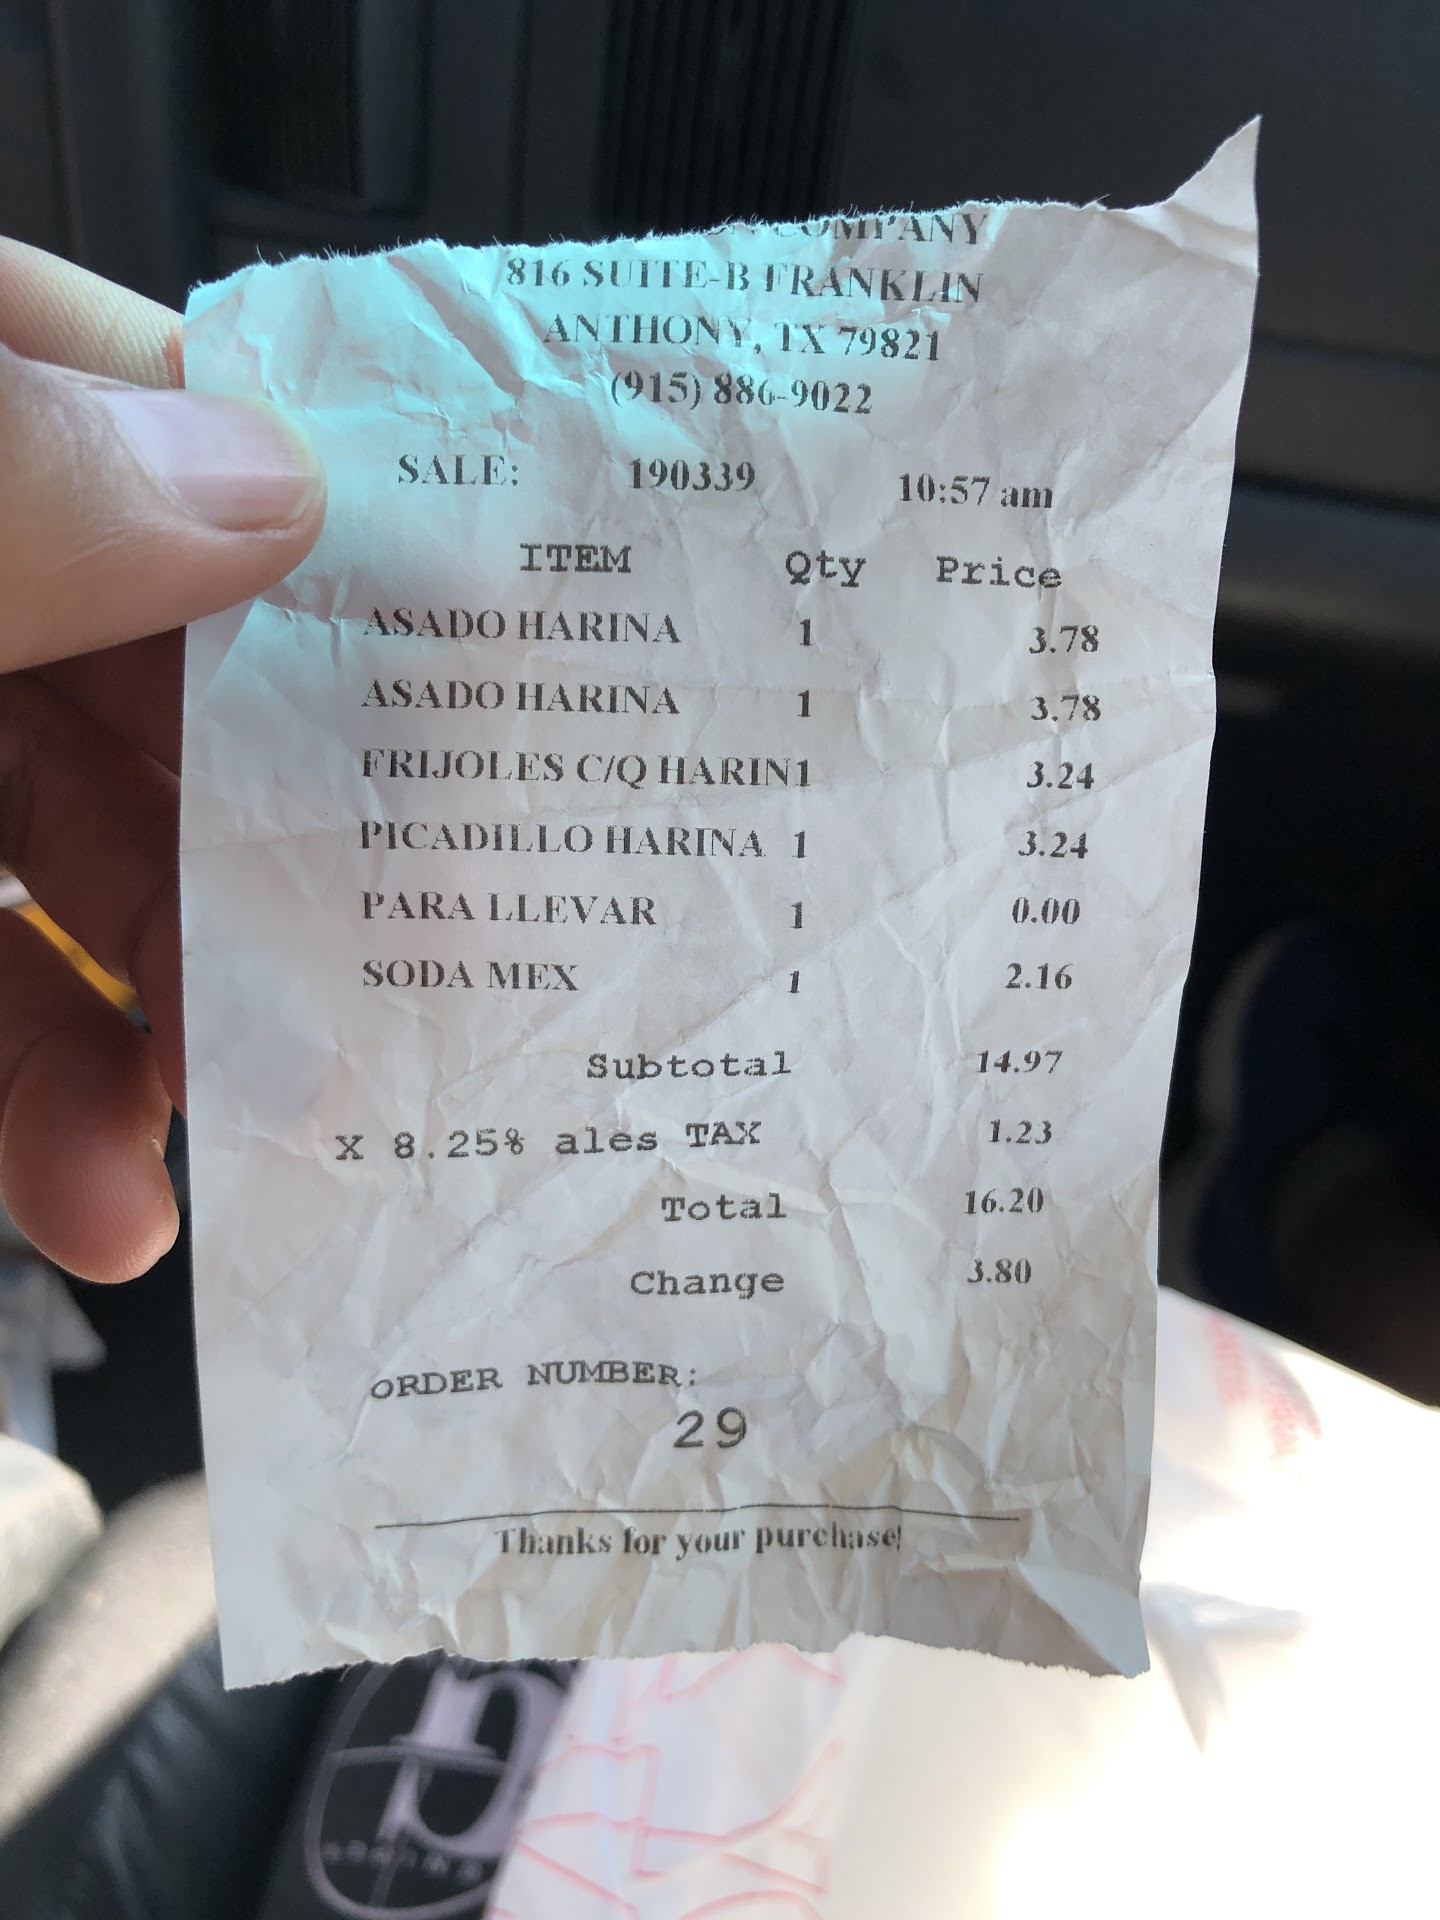 COMPANY
816 SUITE-B FRANKLIN
ANTHONY, TX 79821
(915) 886-9022
SALE: 190339 10:57 am
ITEM Qty Price
ASADO HARINA 1 3.78
ASADO HARINA 1 3.78
FRIJOLES C/Q HARIN1 3.24
PICADILLO HARINA 1 3.24
PARA LLEVAR 1 0.00
SODA MEX 1 2.16
Subtotal 14.97
X 8.25% ales TAX 1.23
Total 16.20
Change 3.80
ORDER NUMBER:
29
Thanks for your purchase!